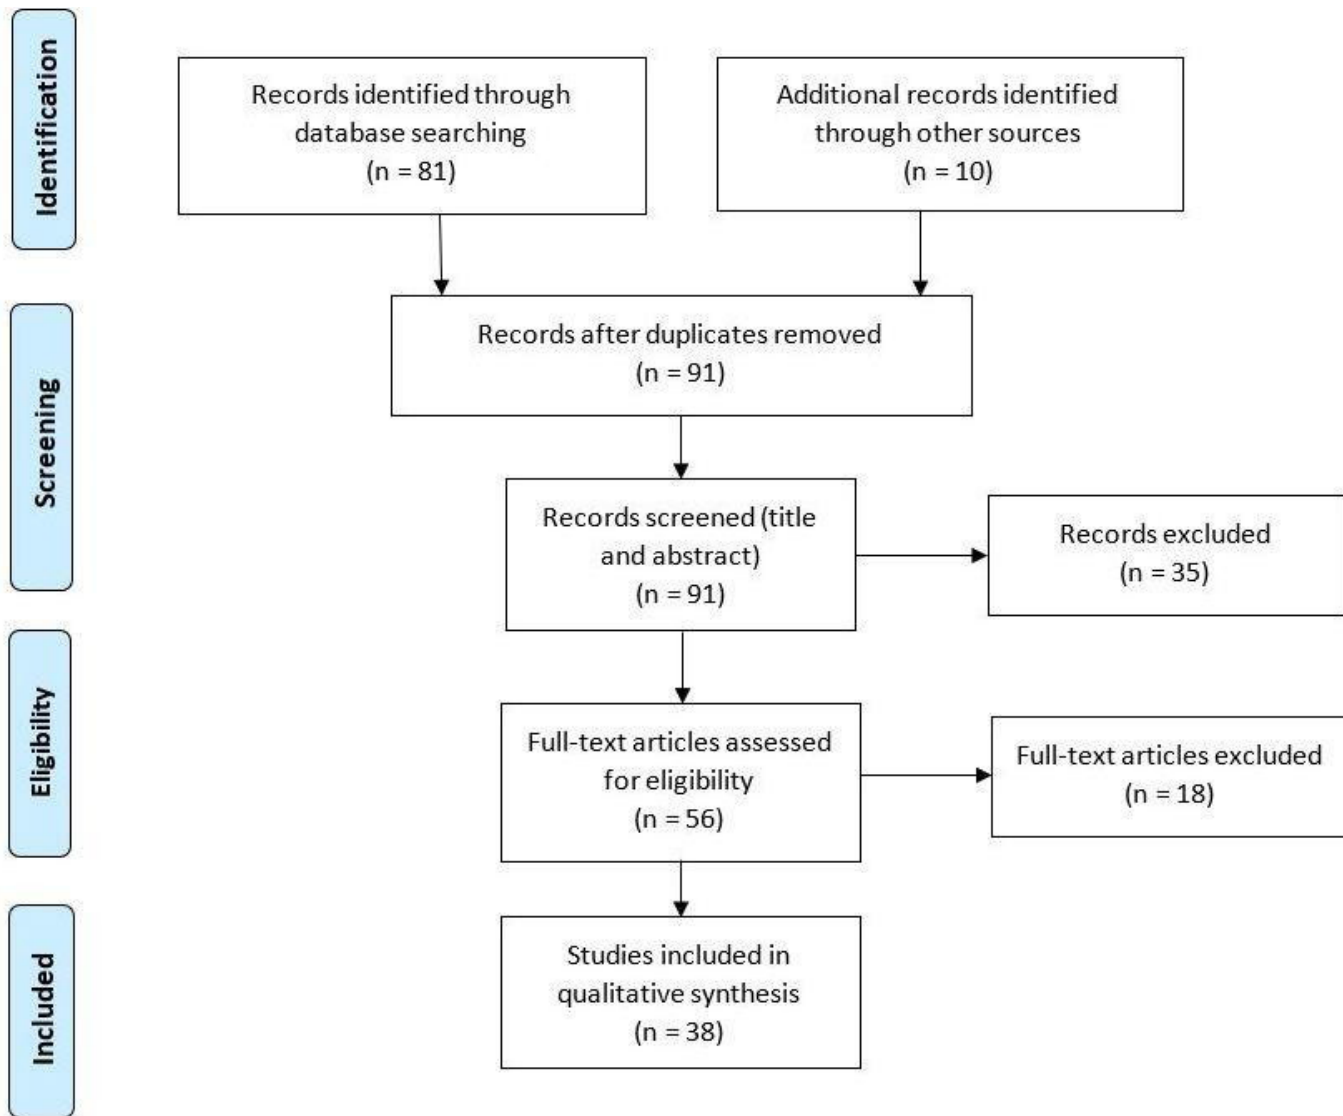 Identification
Records identified through
database searching
(n = 81)
Additional records identified
through other sources
(n = 10)
Screening
Records after duplicates removed
(n = 91)
Records screened (title
and abstract)
(n = 91)
Records excluded
(n = 35)
Eligibility
Full-text articles assessed
for eligibility
(n = 56)
Full-text articles excluded
(n = 18)
Included
Studies included in
qualitative synthesis
(n = 38)